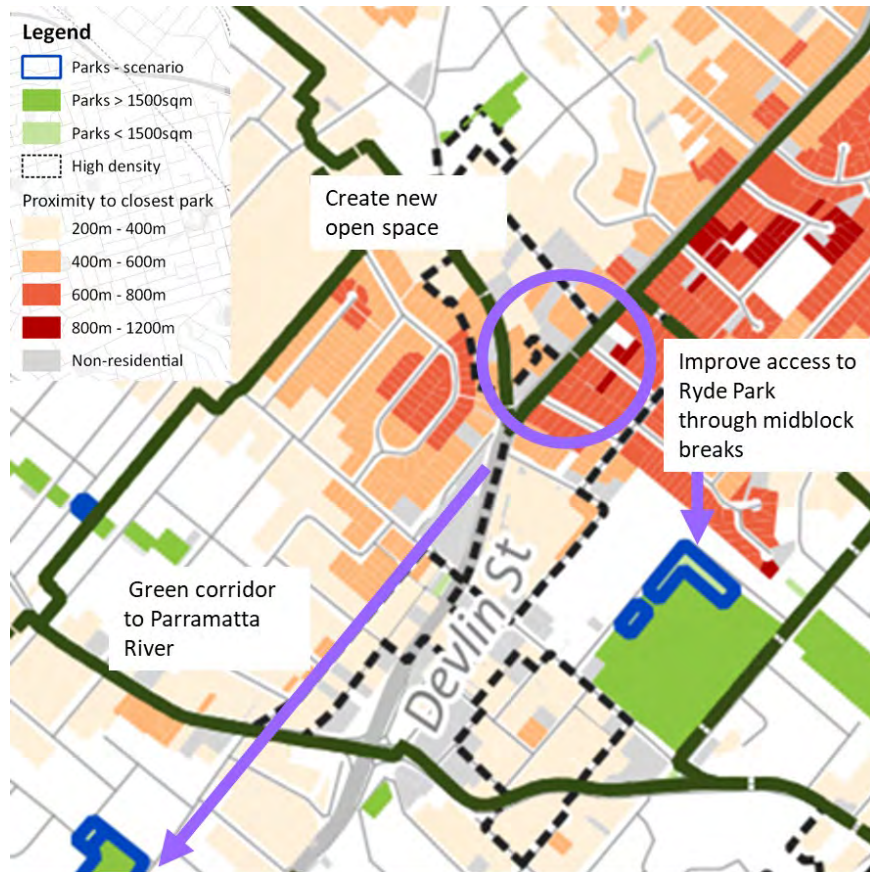 Legend
Parks - scenario
Parks > 1500sqm
Parks < 1500sqm
High density
Proximity to closest park
200m - 400m
400m - 600m
600m - 800m
800m - 1200m
Non-residential
Create new
open space
Improve access to
Ryde Park
through midblock
breaks
Green corridor
to Parramatta
River
Devlin St